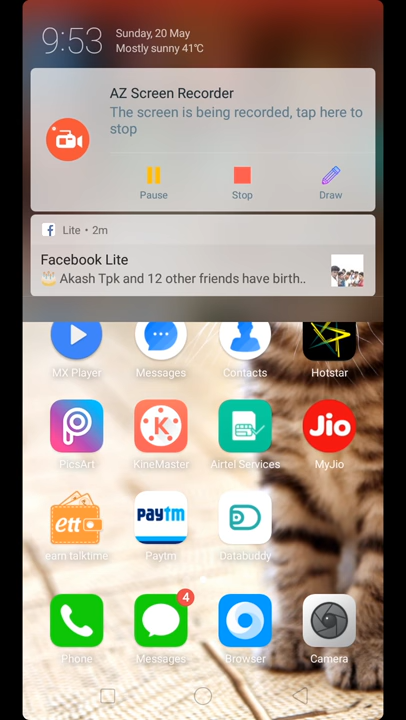 9:53
Sunday, 20 May
Mostly sunny 41℃
AZ Screen Recorder
The screen is being recorded, tap here to
stop
Pause
Stop
Draw
Lite • 2m
Facebook Lite
🎂 Akash Tpk and 12 other friends have birth..
MX Player
Messages
Contacts
Hotstar
Jio
PicsArt
KineMaster
Airtel Services
MyJio
ett
paytm
earn talktime
Paytm
Databuddy
4
Phone
Messages
Browser
Camera